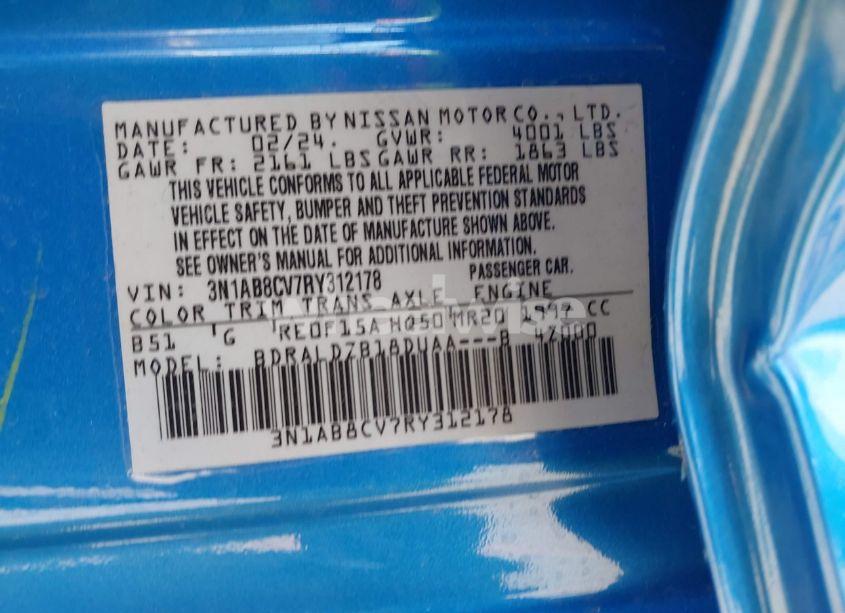 MANUFACTURED BY NISSAN MOTOR CO., LTD.
DATE: 02/24. GVWR: 4001 LBS
GAWR FR: 2161 LBS GAWR RR: 1863 LBS
THIS VEHICLE CONFORMS TO ALL APPLICABLE FEDERAL MOTOR
VEHICLE SAFETY, BUMPER AND THEFT PREVENTION STANDARDS
IN EFFECT ON THE DATE OF MANUFACTURE SHOWN ABOVE.
SEE OWNER'S MANUAL FOR ADDITIONAL INFORMATION.
VIN: 3N1AB8CV7RY312178 PASSENGER CAR.
COLOR TRIM TRANS AXLE ENGINE
B51 G RE0F15A HQ50 MR20 1997 CC
MODEL: BDRALDZB18DUAA---B
3N1AB8CV7RY312178